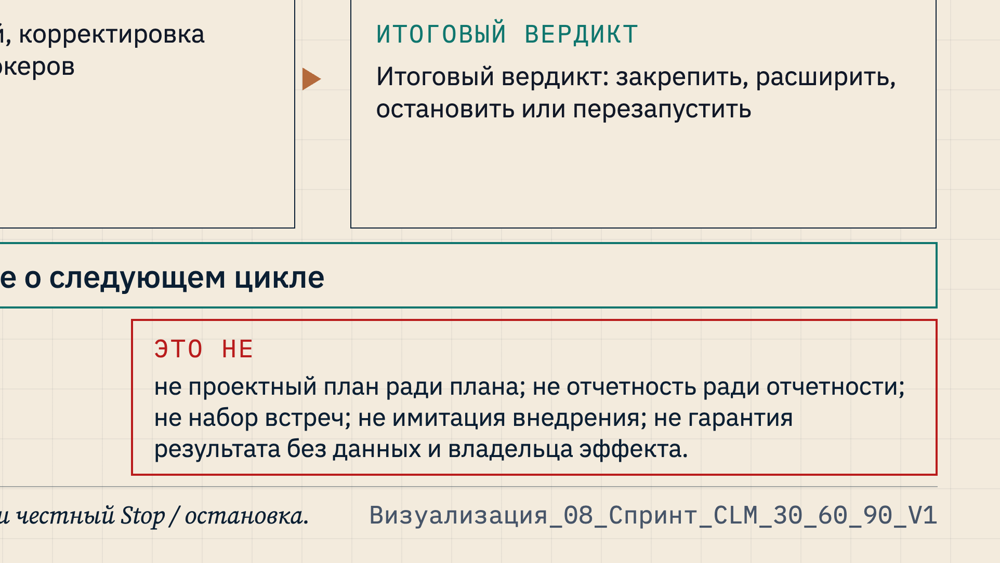 корректировка
ИТОГОВЫЙ ВЕРДИКТ
Итоговый вердикт: закрепить, расширить,
остановить или перезапустить
о следующем цикле
ЭТО НЕ
не проектный план ради плана; не отчетность ради отчетности;
не набор встреч; не имитация внедрения; не гарантия
результата без данных и владельца эффекта.
честный Stop / остановка.
Визуализация_08_Спринт_CLM_30_60_90_V1